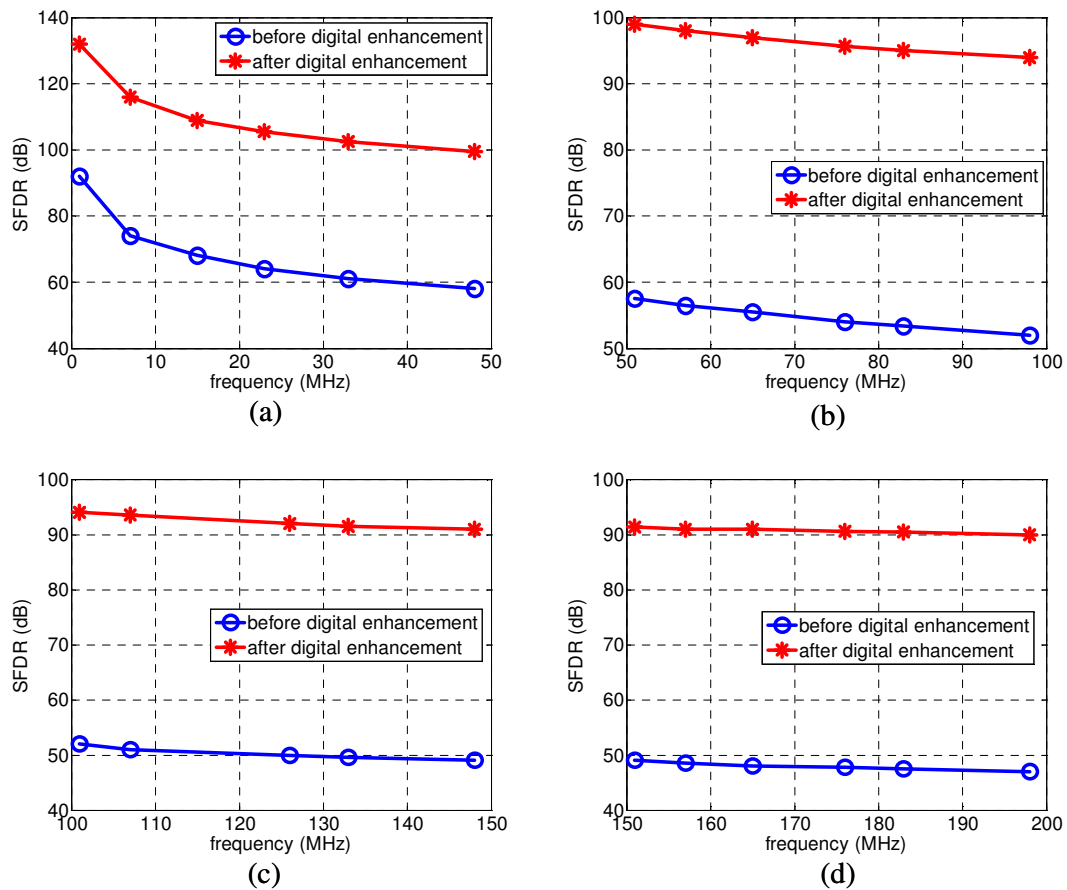 140
120
100
80
60
40
0 10 20 30 40 50
SFDR (dB)
frequency (MHz)
before digital enhancement
after digital enhancement
(a)
100
90
80
70
60
50
50 60 70 80 90 100
SFDR (dB)
frequency (MHz)
before digital enhancement
after digital enhancement
(b)
100
90
80
70
60
50
40
100 110 120 130 140 150
SFDR (dB)
frequency (MHz)
before digital enhancement
after digital enhancement
(c)
100
90
80
70
60
50
40
150 160 170 180 190 200
SFDR (dB)
frequency (MHz)
before digital enhancement
after digital enhancement
(d)